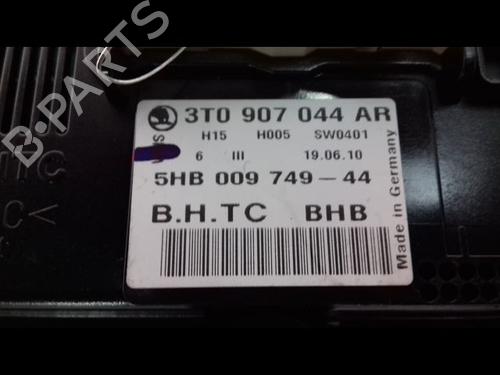 B-PARTS
3T0 907 044 AR
H15 H005 SW0401
6 III 19.06.10
5HB 009 749-44
B.H.TC BHB
Made in Germany